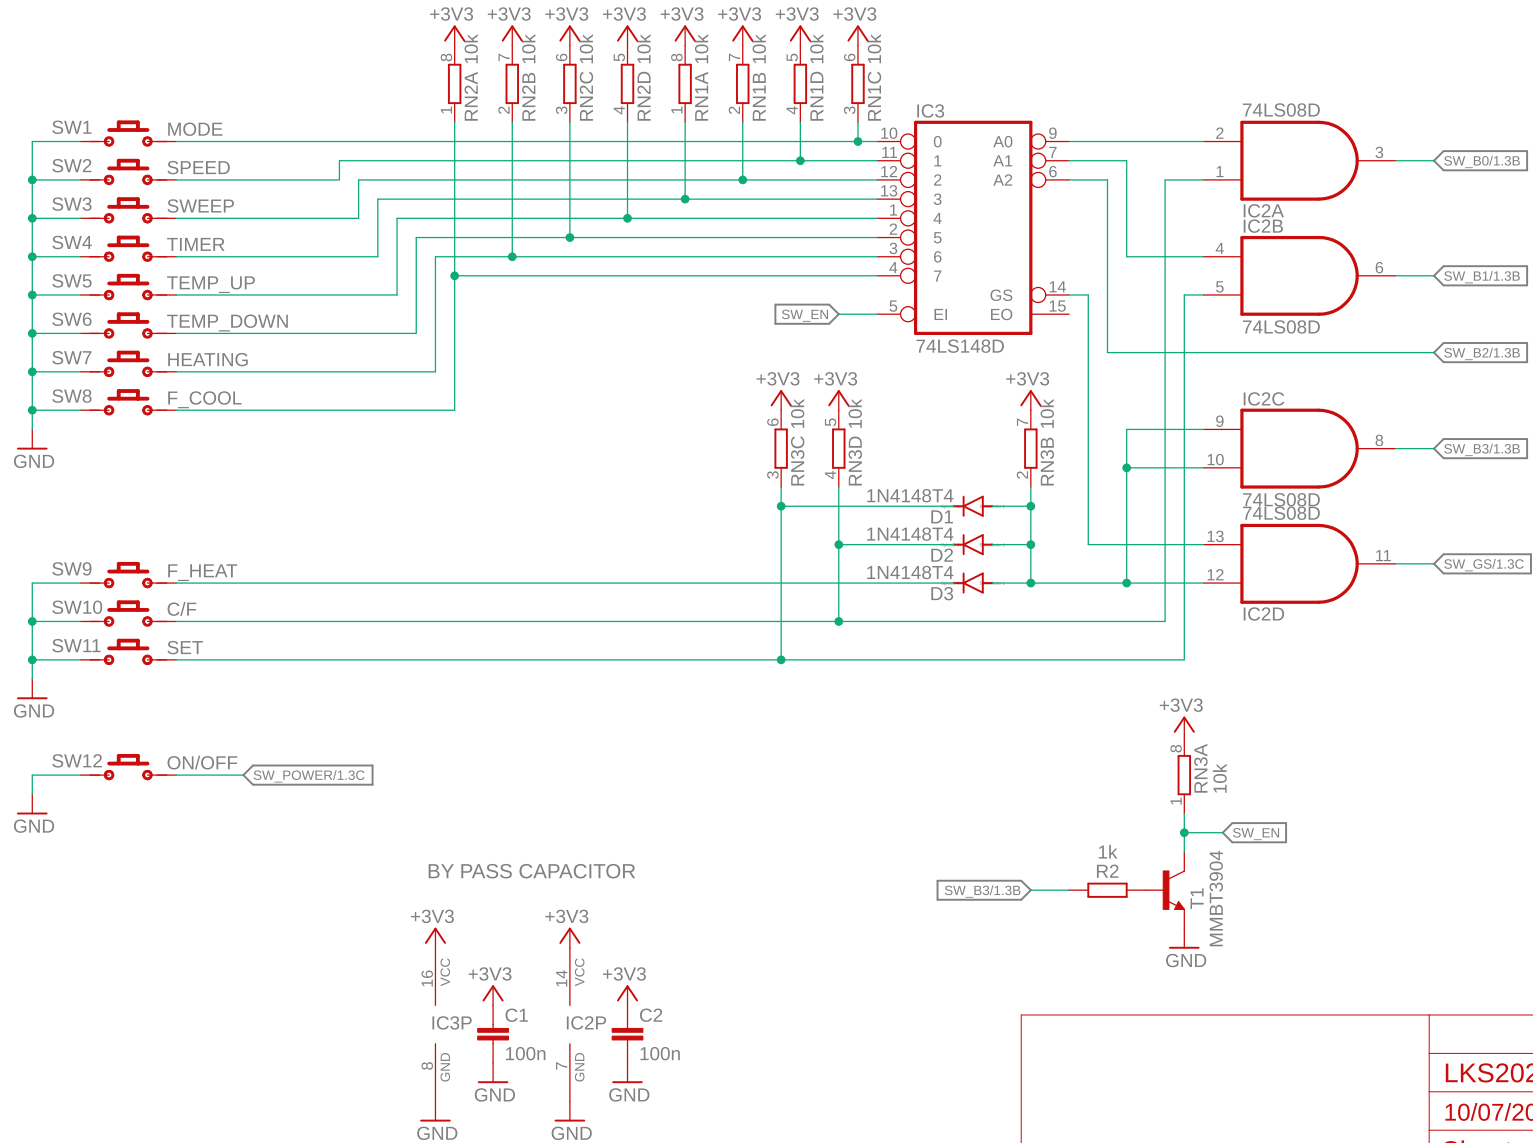 +3V3 +3V3 +3V3 +3V3 +3V3 +3V3 +3V3 +3V3
8 7 6 5 8 7 5 6
RN2A 10k RN2B 10k RN2C 10k RN2D 10k RN1A 10k RN1B 10k RN1D 10k RN1C 10k
1 2 3 4 1 2 4 3
SW1 MODE
SW2 SPEED
SW3 SWEEP
SW4 TIMER
SW5 TEMP_UP
SW6 TEMP_DOWN
SW7 HEATING
SW8 F_COOL
GND
IC3
10 0 A0 9
11 1 A1 7
12 2 A2 6
13 3
1 4
2 5
3 6
4 7
GS 14
SW_EN 5 EI EO 15
74LS148D
74LS08D
2 3 SW_B0/1.3B
1
IC2A
IC2B
4 6 SW_B1/1.3B
5
74LS08D
SW_B2/1.3B
IC2C
9 8 SW_B3/1.3B
10
74LS08D
74LS08D
13 11 SW_GS/1.3C
12
IC2D
+3V3 +3V3 +3V3
6 5 7
RN3C 10k RN3D 10k RN3B 10k
3 4 2
1N4148T4
D1
1N4148T4
D2
1N4148T4
D3
SW9 F_HEAT
SW10 C/F
SW11 SET
GND
SW12 ON/OFF SW_POWER/1.3C
GND
+3V3
8
RN3A
10k
1
SW_EN
1k
R2
SW_B3/1.3B
T1
MMBT3904
GND
BY PASS CAPACITOR
+3V3 +3V3
16 VCC 14 VCC
+3V3 +3V3
IC3P C1 IC2P C2
100n 100n
8 GND 7 GND
GND GND
GND GND
LKS202
10/07/20